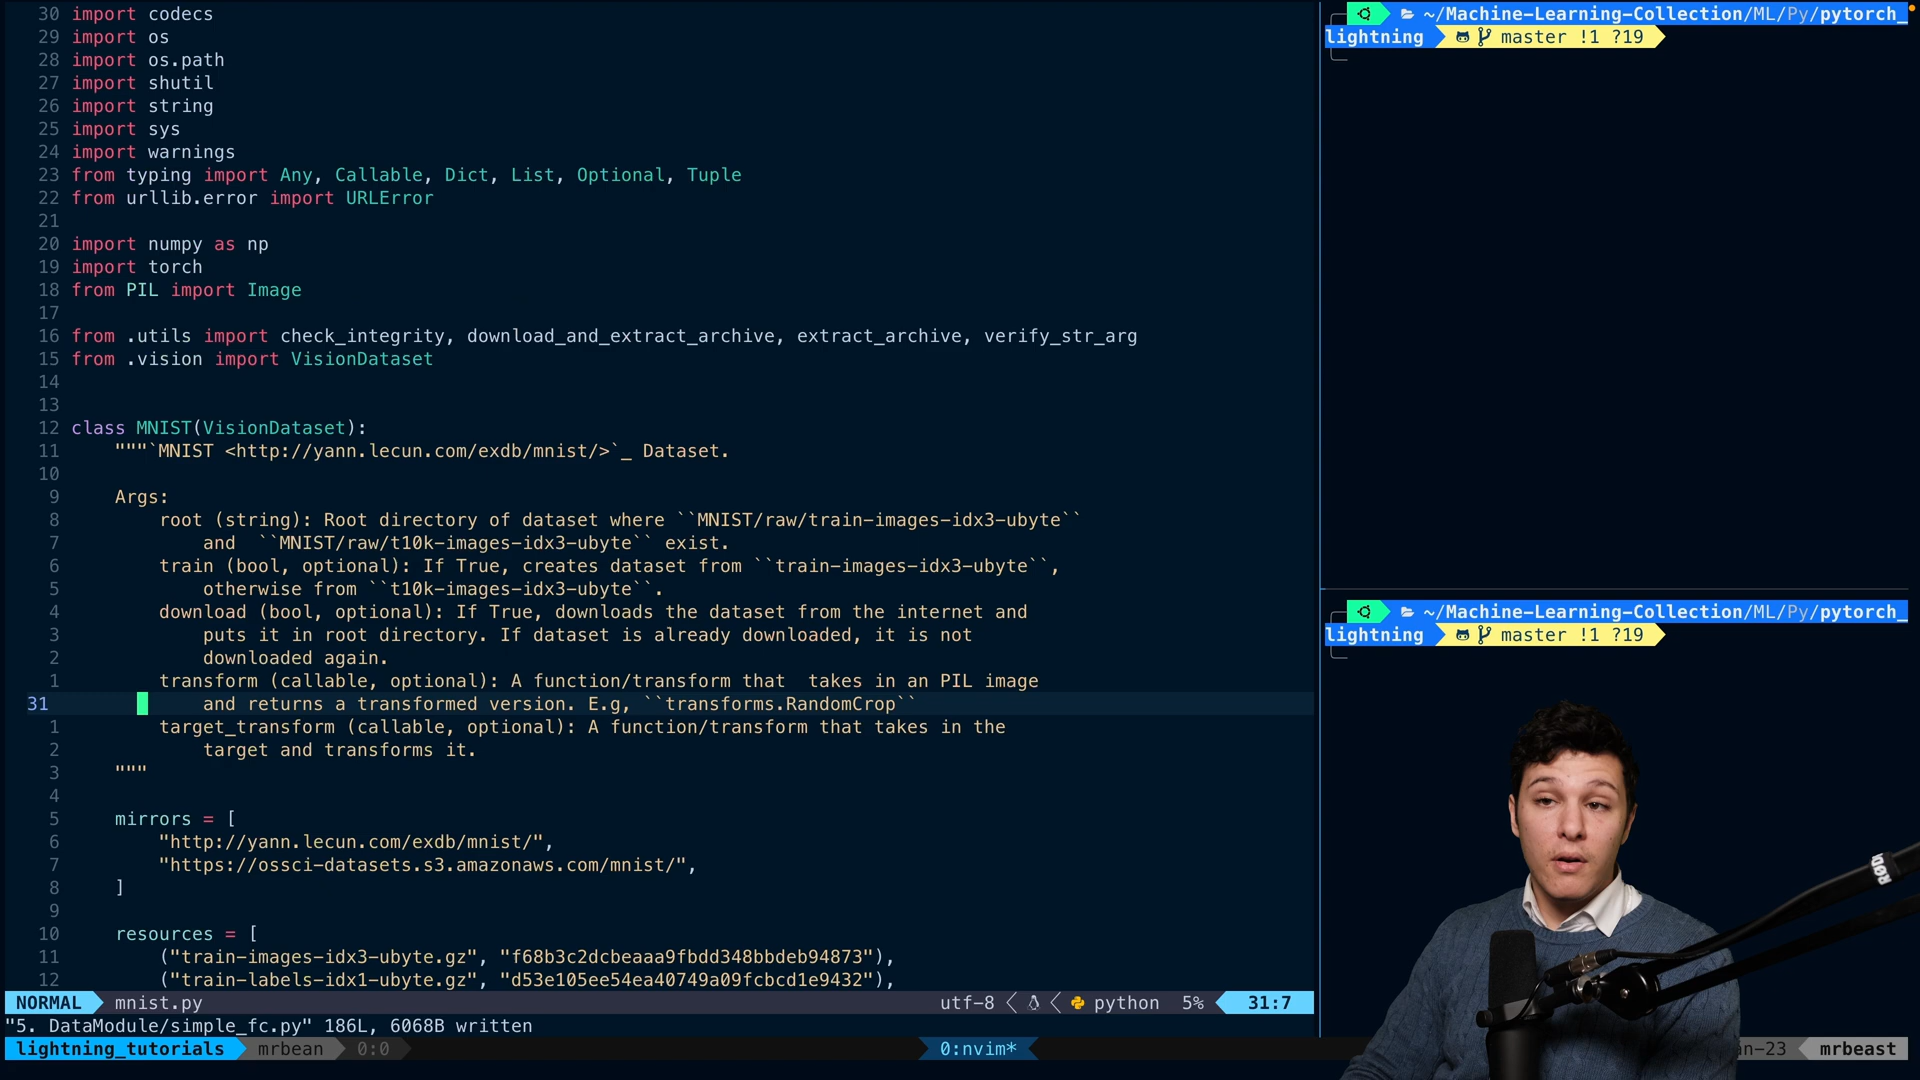 30 import codecs
29 import os
28 import os.path
27 import shutil
26 import string
25 import sys
24 import warnings
23 from typing import Any, Callable, Dict, List, Optional, Tuple
22 from urllib.error import URLError
21
20 import numpy as np
19 import torch
18 from PIL import Image
17
16 from .utils import check_integrity, download_and_extract_archive, extract_archive, verify_str_arg
15 from .vision import VisionDataset
14
13
12 class MNIST(VisionDataset):
11 """`MNIST <http://yann.lecun.com/exdb/mnist/>`_ Dataset.
10
9 Args:
8 root (string): Root directory of dataset where ``MNIST/raw/train-images-idx3-ubyte``
7 and  ``MNIST/raw/t10k-images-idx3-ubyte`` exist.
6 train (bool, optional): If True, creates dataset from ``train-images-idx3-ubyte``,
5 otherwise from ``t10k-images-idx3-ubyte``.
4 download (bool, optional): If True, downloads the dataset from the internet and
3 puts it in root directory. If dataset is already downloaded, it is not
2 downloaded again.
1 transform (callable, optional): A function/transform that  takes in an PIL image
31 and returns a transformed version. E.g, ``transforms.RandomCrop``
1 target_transform (callable, optional): A function/transform that takes in the
2 target and transforms it.
3 """
4
5 mirrors = [
6 "http://yann.lecun.com/exdb/mnist/",
7 "https://ossci-datasets.s3.amazonaws.com/mnist/",
8 ]
9
10 resources = [
11 ("train-images-idx3-ubyte.gz", "f68b3c2dcbeaaa9fbdd348bbdeb94873"),
12 ("train-labels-idx1-ubyte.gz", "d53e105ee54ea40749a09fcbcd1e9432"),
NORMAL mnist.py utf-8 python 5% 31:7
"5. DataModule/simple_fc.py" 186L, 6068B written
lightning_tutorials mrbean 0:0 0:nvim* n-23 mrbeast
~/Machine-Learning-Collection/ML/Py/pytorch_
lightning master !1 ?19
~/Machine-Learning-Collection/ML/Py/pytorch_
lightning master !1 ?19
RØD